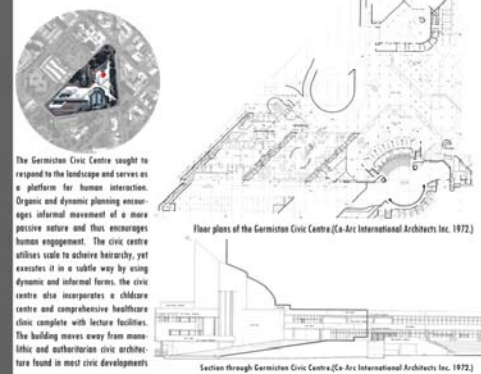 The Germiston Civic Centre sought to
respond to the landscape and serves as
a platform for human interaction.
Organic and dynamic planning encour-
ages informal movement of a more
passive nature and thus encourages
human engagement. The civic centre
utilises scale to acheive heirarchy, yet
executes it in a subtle way by using
dynamic and informal forms. the civic
centre also incorporates a chldcare
centre and comprehensive healthcare
clinic complete with lecture facilities.
The building moves away from mono-
lithic and authoritarian civic architec-
ture found in most civic developments
Floor plans of the Germiston Civic Centre.(Co-Arc International Architects Inc. 1972.)
Section through Germiston Civic Centre.(Co-Arc International Architects Inc. 1972.)